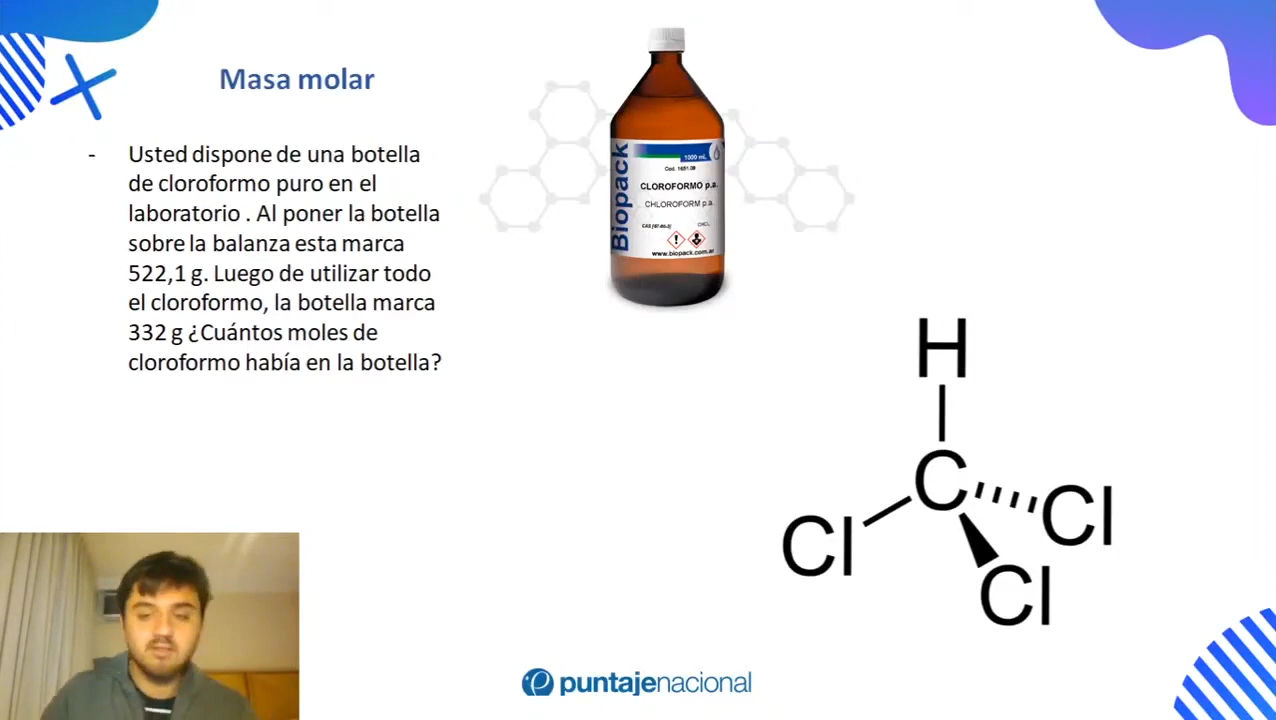 Masa molar
- Usted dispone de una botella
de cloroformo puro en el
laboratorio . Al poner la botella
sobre la balanza esta marca
522,1 g. Luego de utilizar todo
el cloroformo, la botella marca
332 g ¿Cuántos moles de
cloroformo había en la botella?
Biopack
1000 mL
CLOROFORMO p.a.
CHLOROFORM p.a.
www.biopack.com.ar
H
C
Cl
Cl
Cl
puntajenacional